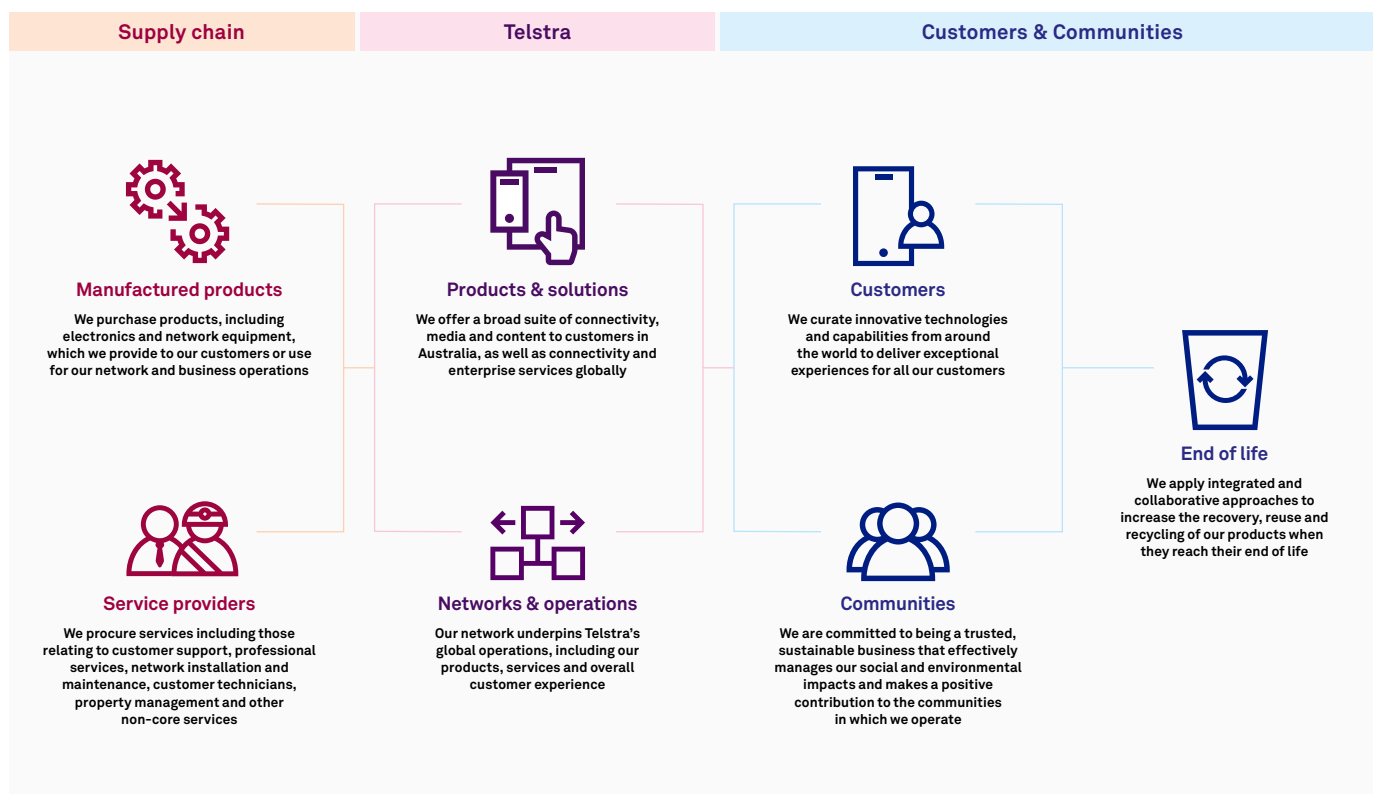 Supply chain
Telstra
Customers & Communities
Manufactured products
We purchase products, including
electronics and network equipment,
which we provide to our customers or use
for our network and business operations
Products & solutions
We offer a broad suite of connectivity,
media and content to customers in
Australia, as well as connectivity and
enterprise services globally
Customers
We curate innovative technologies
and capabilities from around
the world to deliver exceptional
experiences for all our customers
End of life
We apply integrated and
collaborative approaches to
increase the recovery, reuse and
recycling of our products when
they reach their end of life
Service providers
We procure services including those
relating to customer support, professional
services, network installation and
maintenance, customer technicians,
property management and other
non-core services
Networks & operations
Our network underpins Telstra’s
global operations, including our
products, services and overall
customer experience
Communities
We are committed to being a trusted,
sustainable business that effectively
manages our social and environmental
impacts and makes a positive
contribution to the communities
in which we operate